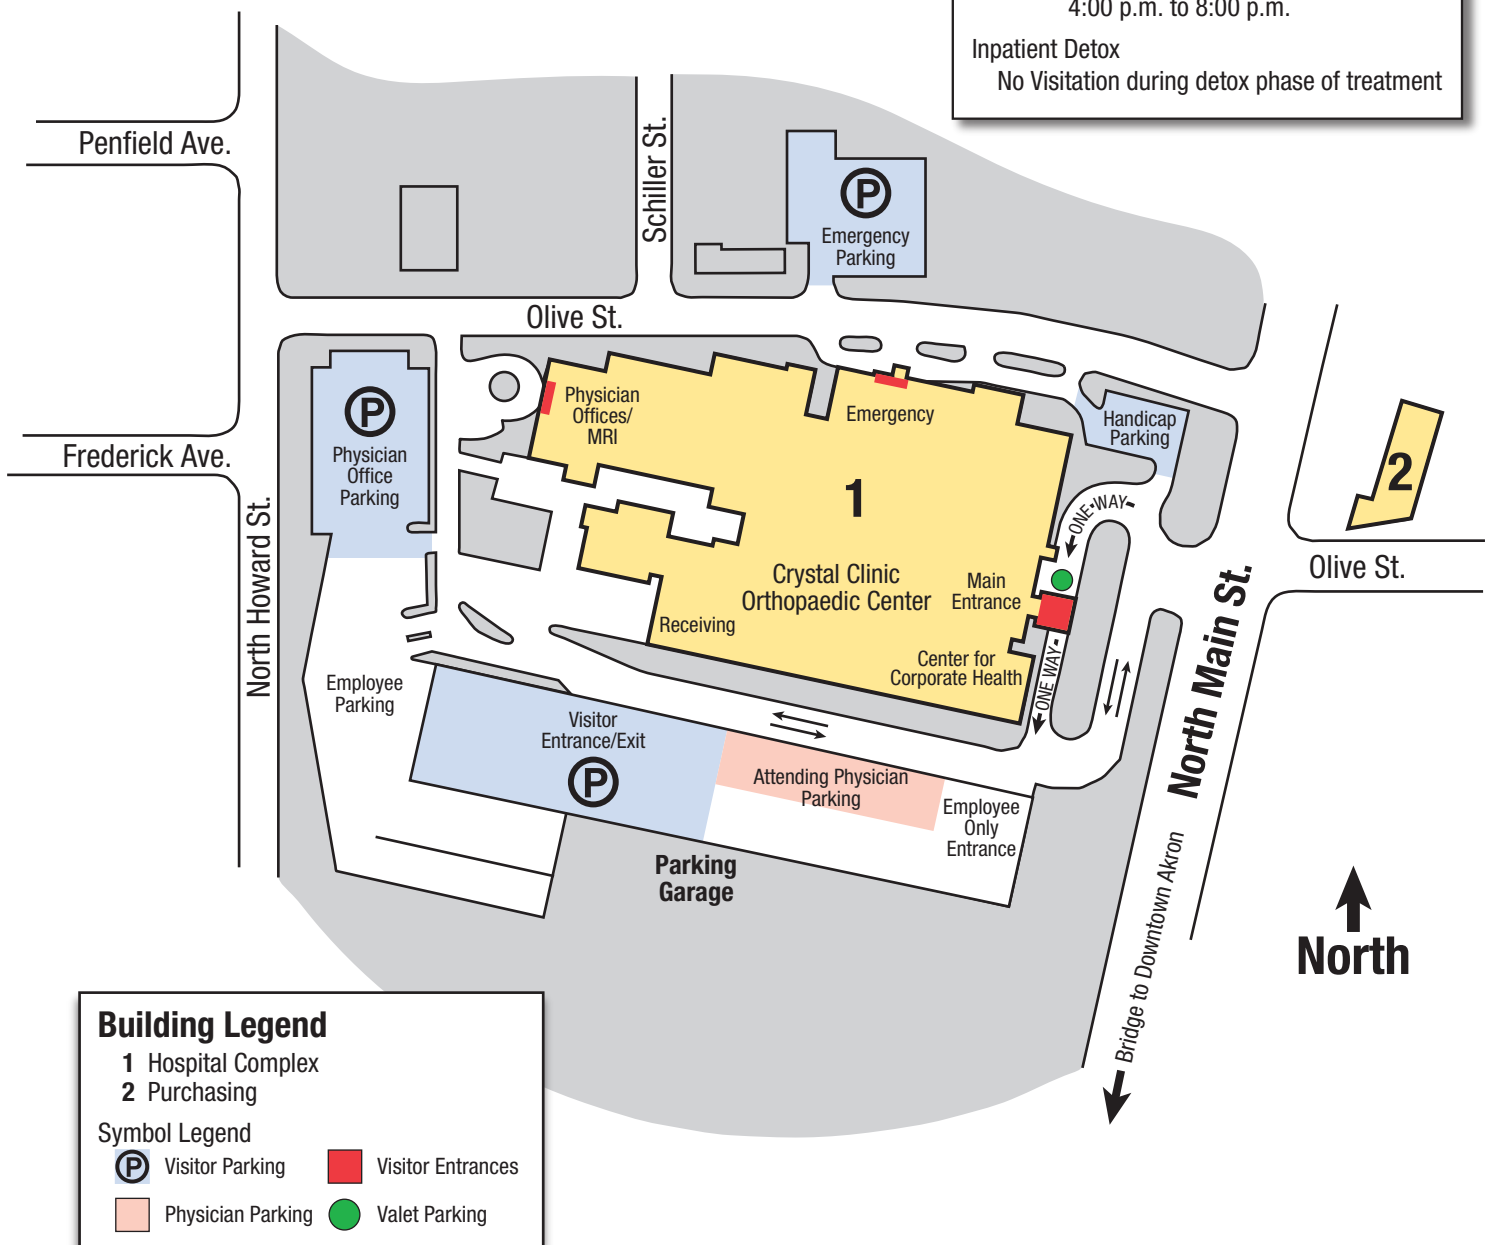 4:00 p.m. to 8:00 p.m.
Inpatient Detox
No Visitation during detox phase of treatment
Penfield Ave.
Schiller St.
P
Emergency
Parking
Olive St.
Physician
Offices/
MRI
Emergency
Handicap
Parking
P
Physician
Office
Parking
Frederick Ave.
North Howard St.
1
2
ONE-WAY
Olive St.
Crystal Clinic
Orthopaedic Center
Main
Entrance
Receiving
Center for
Corporate Health
ONE WAY
North Main St.
Employee
Parking
Visitor
Entrance/Exit
P
Attending Physician
Parking
Employee
Only
Entrance
Parking
Garage
Bridge to Downtown Akron
North
Building Legend
1 Hospital Complex
2 Purchasing
Symbol Legend
P Visitor Parking
Visitor Entrances
Physician Parking
Valet Parking